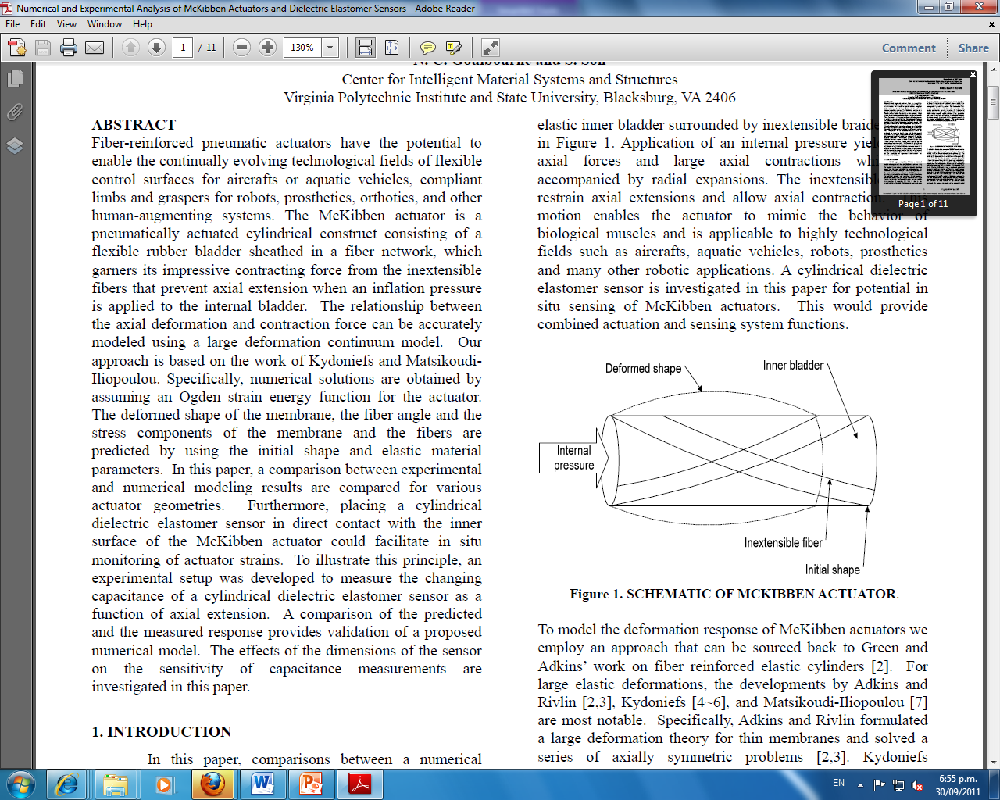 Numerical and Experimental Analysis of McKibben Actuators and Dielectric Elastomer Sensors - Adobe Reader
File Edit View Window Help
1 / 11 130% Comment Share
Center for Intelligent Material Systems and Structures
Virginia Polytechnic Institute and State University, Blacksburg, VA 2406
ABSTRACT
Fiber-reinforced pneumatic actuators have the potential to
enable the continually evolving technological fields of flexible
control surfaces for aircrafts or aquatic vehicles, compliant
limbs and graspers for robots, prosthetics, orthotics, and other
human-augmenting systems. The McKibben actuator is a
pneumatically actuated cylindrical construct consisting of a
flexible rubber bladder sheathed in a fiber network, which
garners its impressive contracting force from the inextensible
fibers that prevent axial extension when an inflation pressure
is applied to the internal bladder. The relationship between
the axial deformation and contraction force can be accurately
modeled using a large deformation continuum model. Our
approach is based on the work of Kydoniefs and Matsikoudi-
Iliopoulou. Specifically, numerical solutions are obtained by
assuming an Ogden strain energy function for the actuator.
The deformed shape of the membrane, the fiber angle and the
stress components of the membrane and the fibers are
predicted by using the initial shape and elastic material
parameters. In this paper, a comparison between experimental
and numerical modeling results are compared for various
actuator geometries. Furthermore, placing a cylindrical
dielectric elastomer sensor in direct contact with the inner
surface of the McKibben actuator could facilitate in situ
monitoring of actuator strains. To illustrate this principle, an
experimental setup was developed to measure the changing
capacitance of a cylindrical dielectric elastomer sensor as a
function of axial extension. A comparison of the predicted
and the measured response provides validation of a proposed
numerical model. The effects of the dimensions of the sensor
on the sensitivity of capacitance measurements are
investigated in this paper.
1. INTRODUCTION
In this paper, comparisons between a numerical
elastic inner bladder surrounded by inextensible
in Figure 1. Application of an internal pressure
axial forces and large axial contractions
accompanied by radial expansions. The
restrain axial extensions and allow axial contraction.
motion enables the actuator to mimic the behavior of
biological muscles and is applicable to highly technological
fields such as aircrafts, aquatic vehicles, robots, prosthetics
and many other robotic applications. A cylindrical dielectric
elastomer sensor is investigated in this paper for potential in
situ sensing of McKibben actuators. This would provide
combined actuation and sensing system functions.
Deformed shape
Inner bladder
Internal
pressure
Inextensible fiber
Initial shape
Figure 1. SCHEMATIC OF MCKIBBEN ACTUATOR.
To model the deformation response of McKibben actuators we
employ an approach that can be sourced back to Green and
Adkins' work on fiber reinforced elastic cylinders [2]. For
large elastic deformations, the developments by Adkins and
Rivlin [2,3], Kydoniefs [4~6], and Matsikoudi-Iliopoulou [7]
are most notable. Specifically, Adkins and Rivlin formulated
a large deformation theory for thin membranes and solved a
series of axially symmetric problems [2,3]. Kydoniefs
Page 1 of 11
EN
6:55 p.m.
30/09/2011